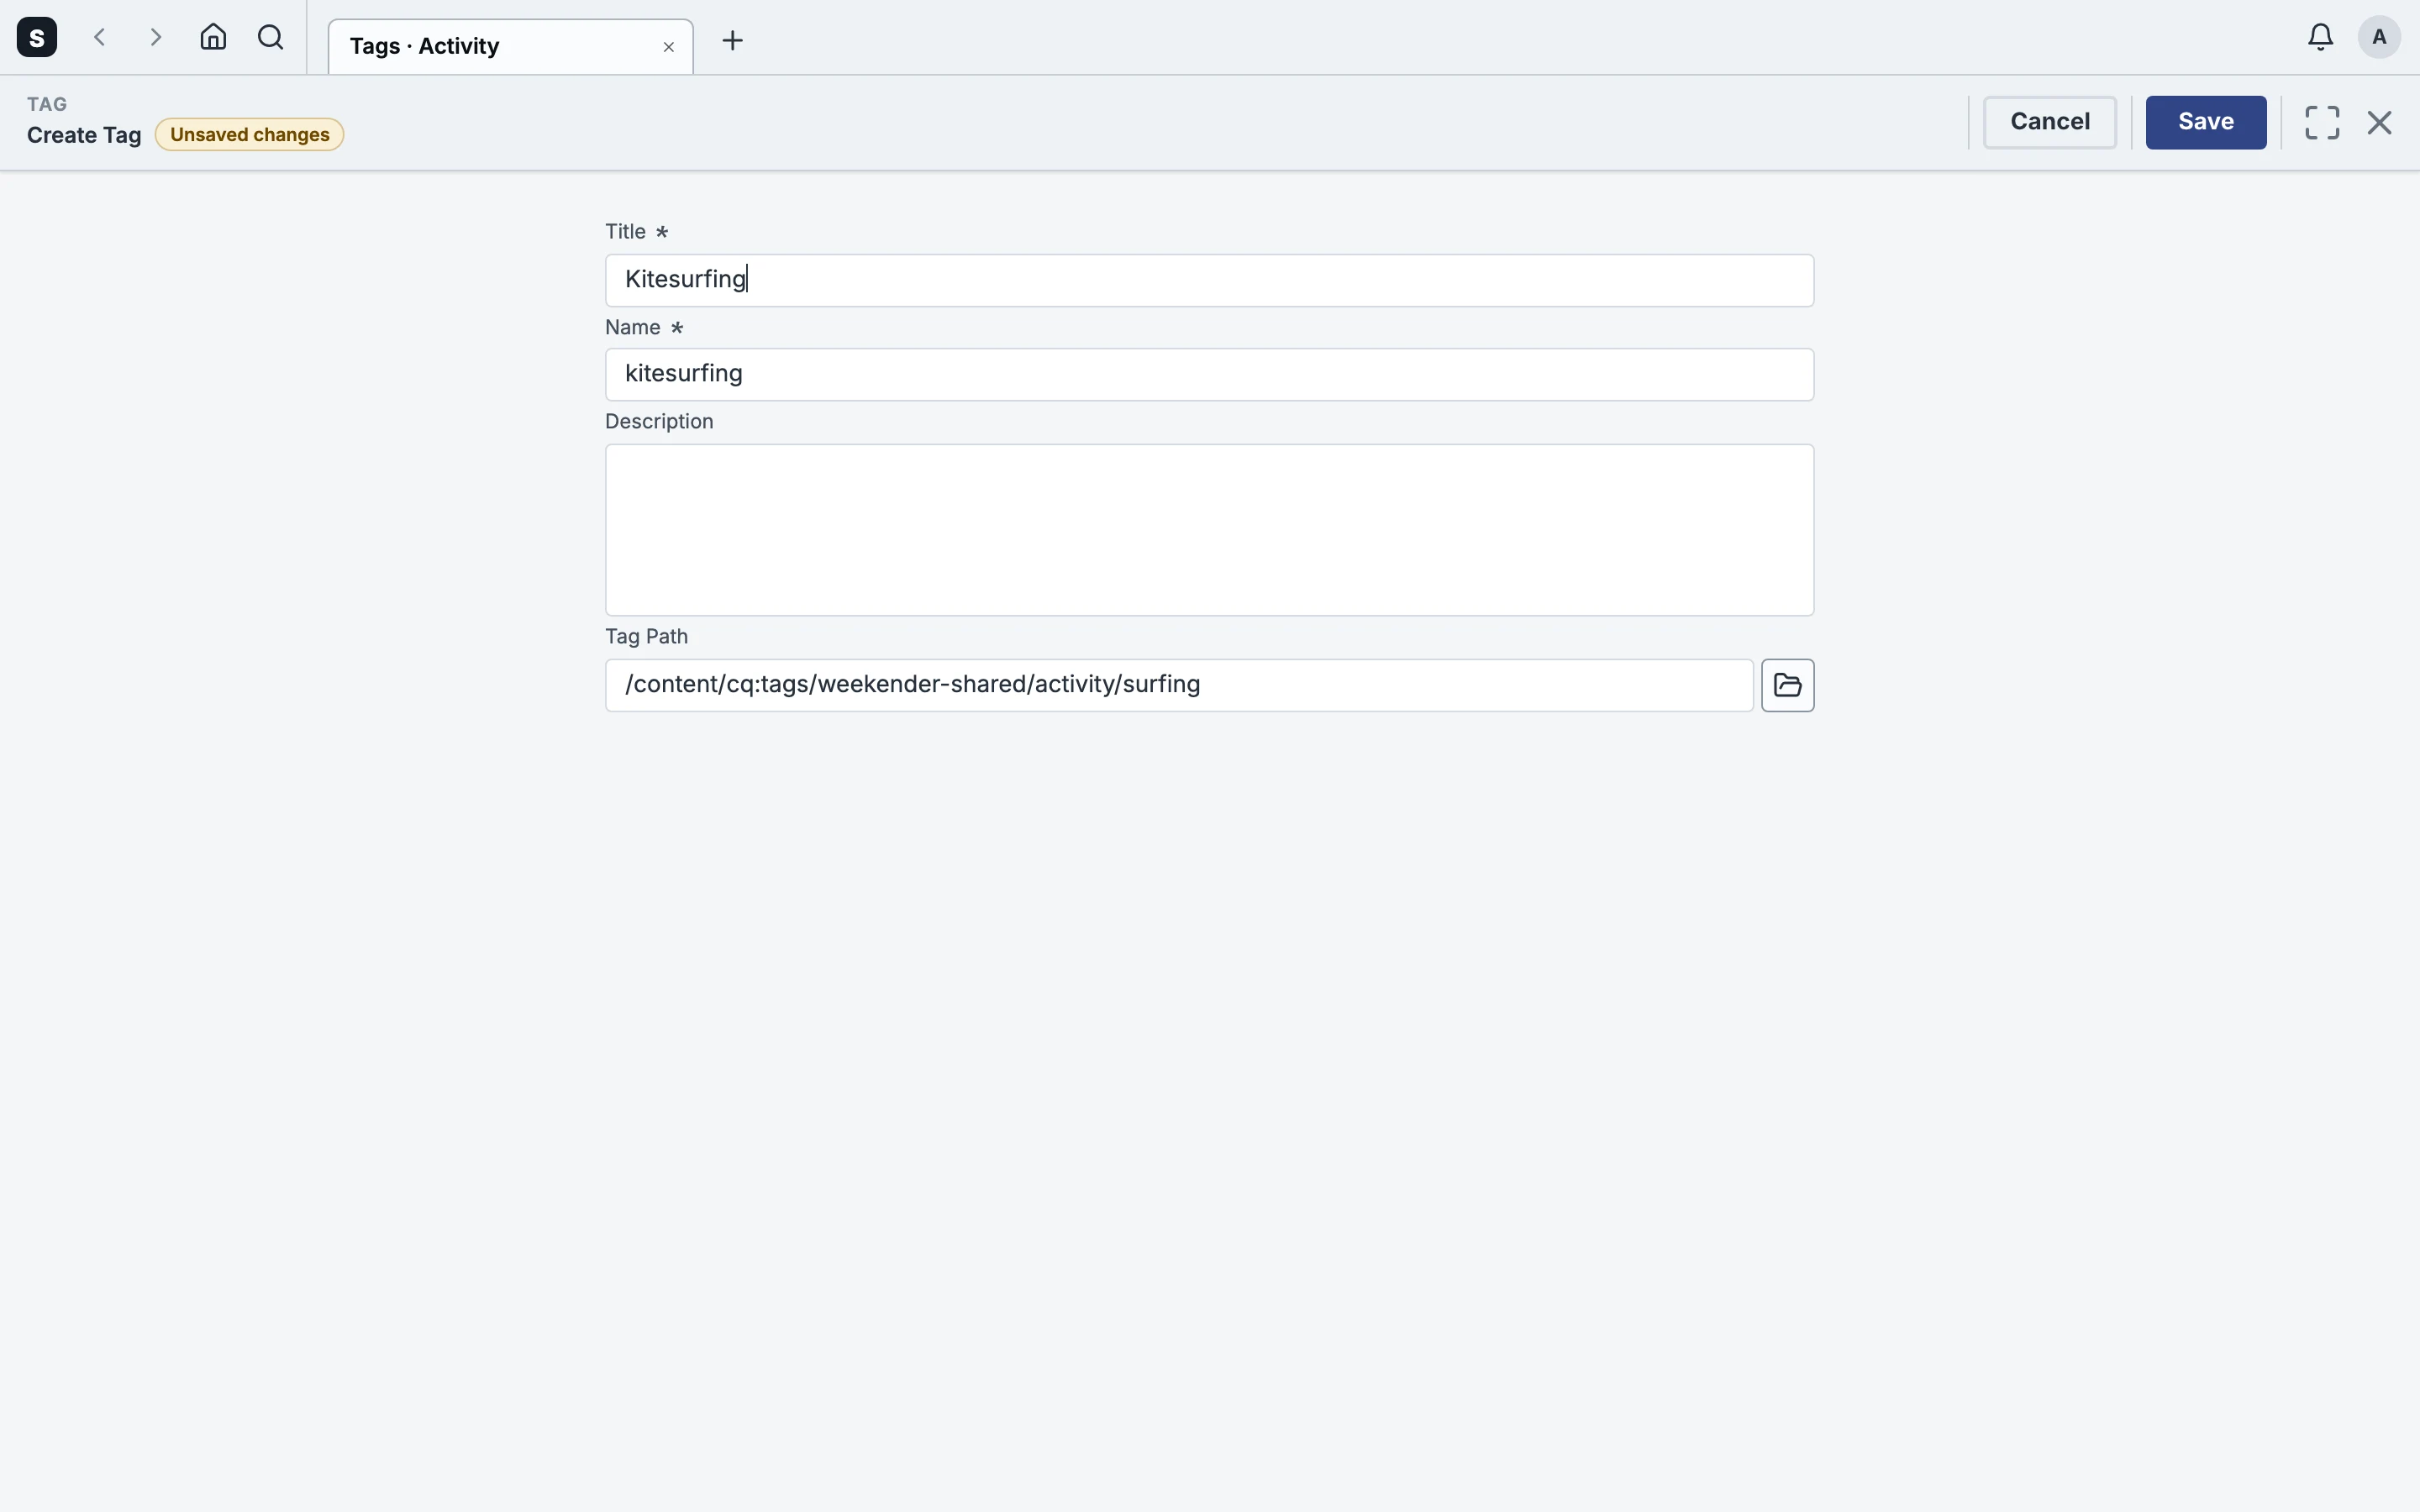 S
Tags · Activity
A
TAG
Create Tag
Unsaved changes
Cancel
Save
Title *
Kitesurfing
Name *
kitesurfing
Description
Tag Path
/content/cq:tags/weekender-shared/activity/surfing